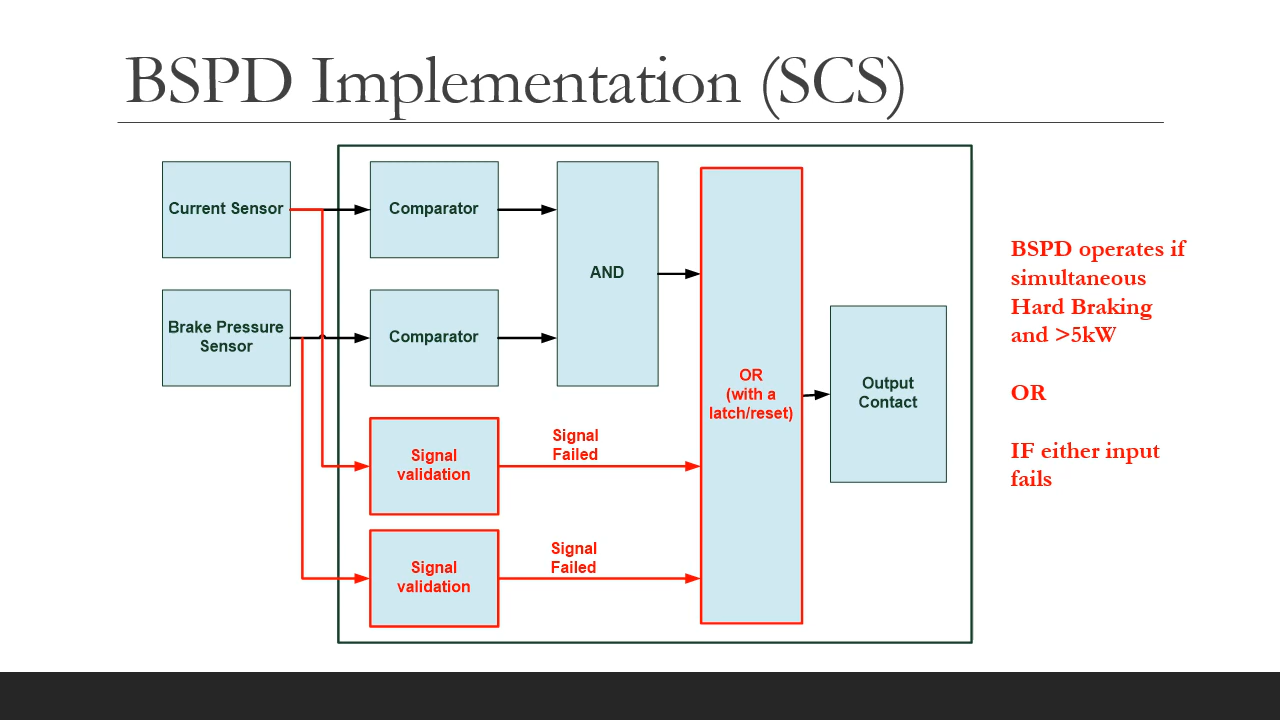 BSPD Implementation (SCS)
Current Sensor
Comparator
AND
Brake Pressure
Sensor
Comparator
Signal
validation
Signal
Failed
Signal
validation
Signal
Failed
OR
(with a
latch/reset)
Output
Contact
BSPD operates if
simultaneous
Hard Braking
and >5kW
OR
IF either input
fails